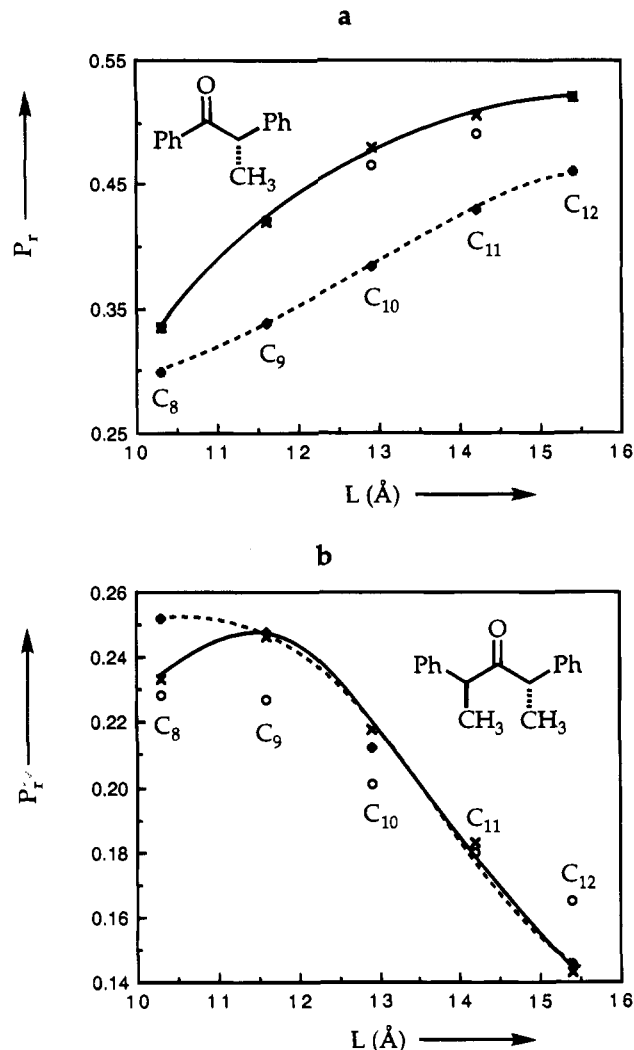 a
0.55
0.45
0.35
0.25
P_r
O
Ph
Ph
CH₃
C₈
C₉
C₁₀
C₁₁
C₁₂
10 11 12 13 14 15 16
L (Å)
b
0.26
0.24
0.22
0.20
0.18
0.16
0.14
P_r
O
Ph
Ph
CH₃
CH₃
C₈
C₉
C₁₀
C₁₁
C₁₂
10 11 12 13 14 15 16
L (Å)